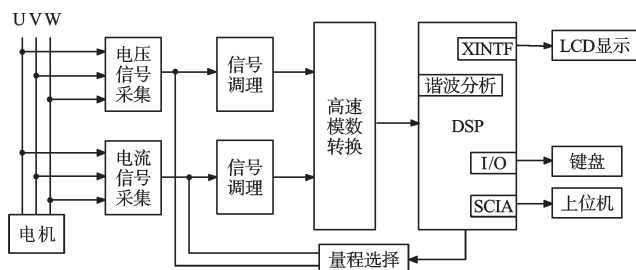 U V W
电压
信号
采集
信号
调理
高速
模数
转换
XINTF
谐波分析
DSP
I/O
SCIA
LCD显示
键盘
上位机
电流
信号
采集
信号
调理
电机
量程选择